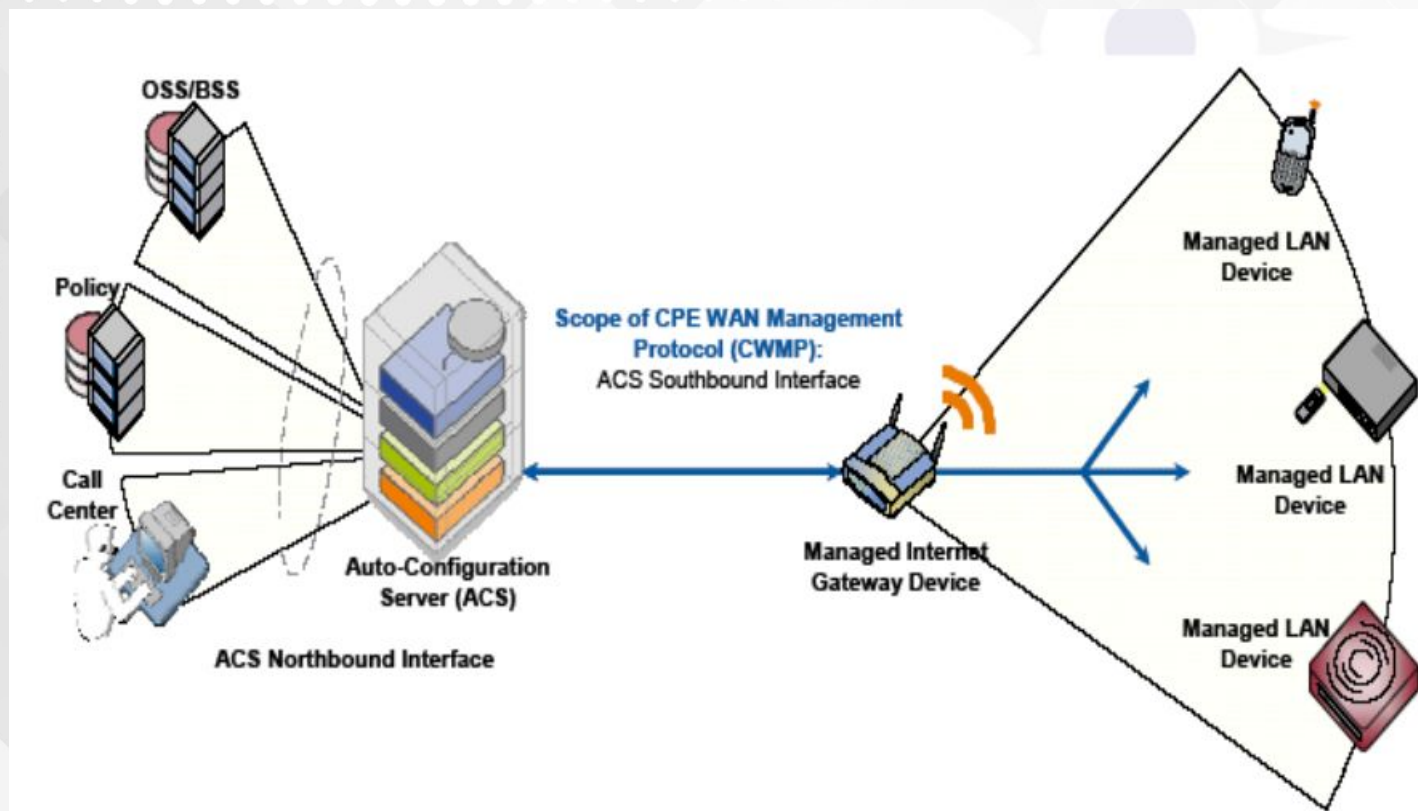 OSS/BSS
Policy
Call
Center
Auto-Configuration
Server (ACS)
ACS Northbound Interface
Scope of CPE WAN Management
Protocol (CWMP):
ACS Southbound Interface
Managed Internet
Gateway Device
Managed LAN
Device
Managed LAN
Device
Managed LAN
Device